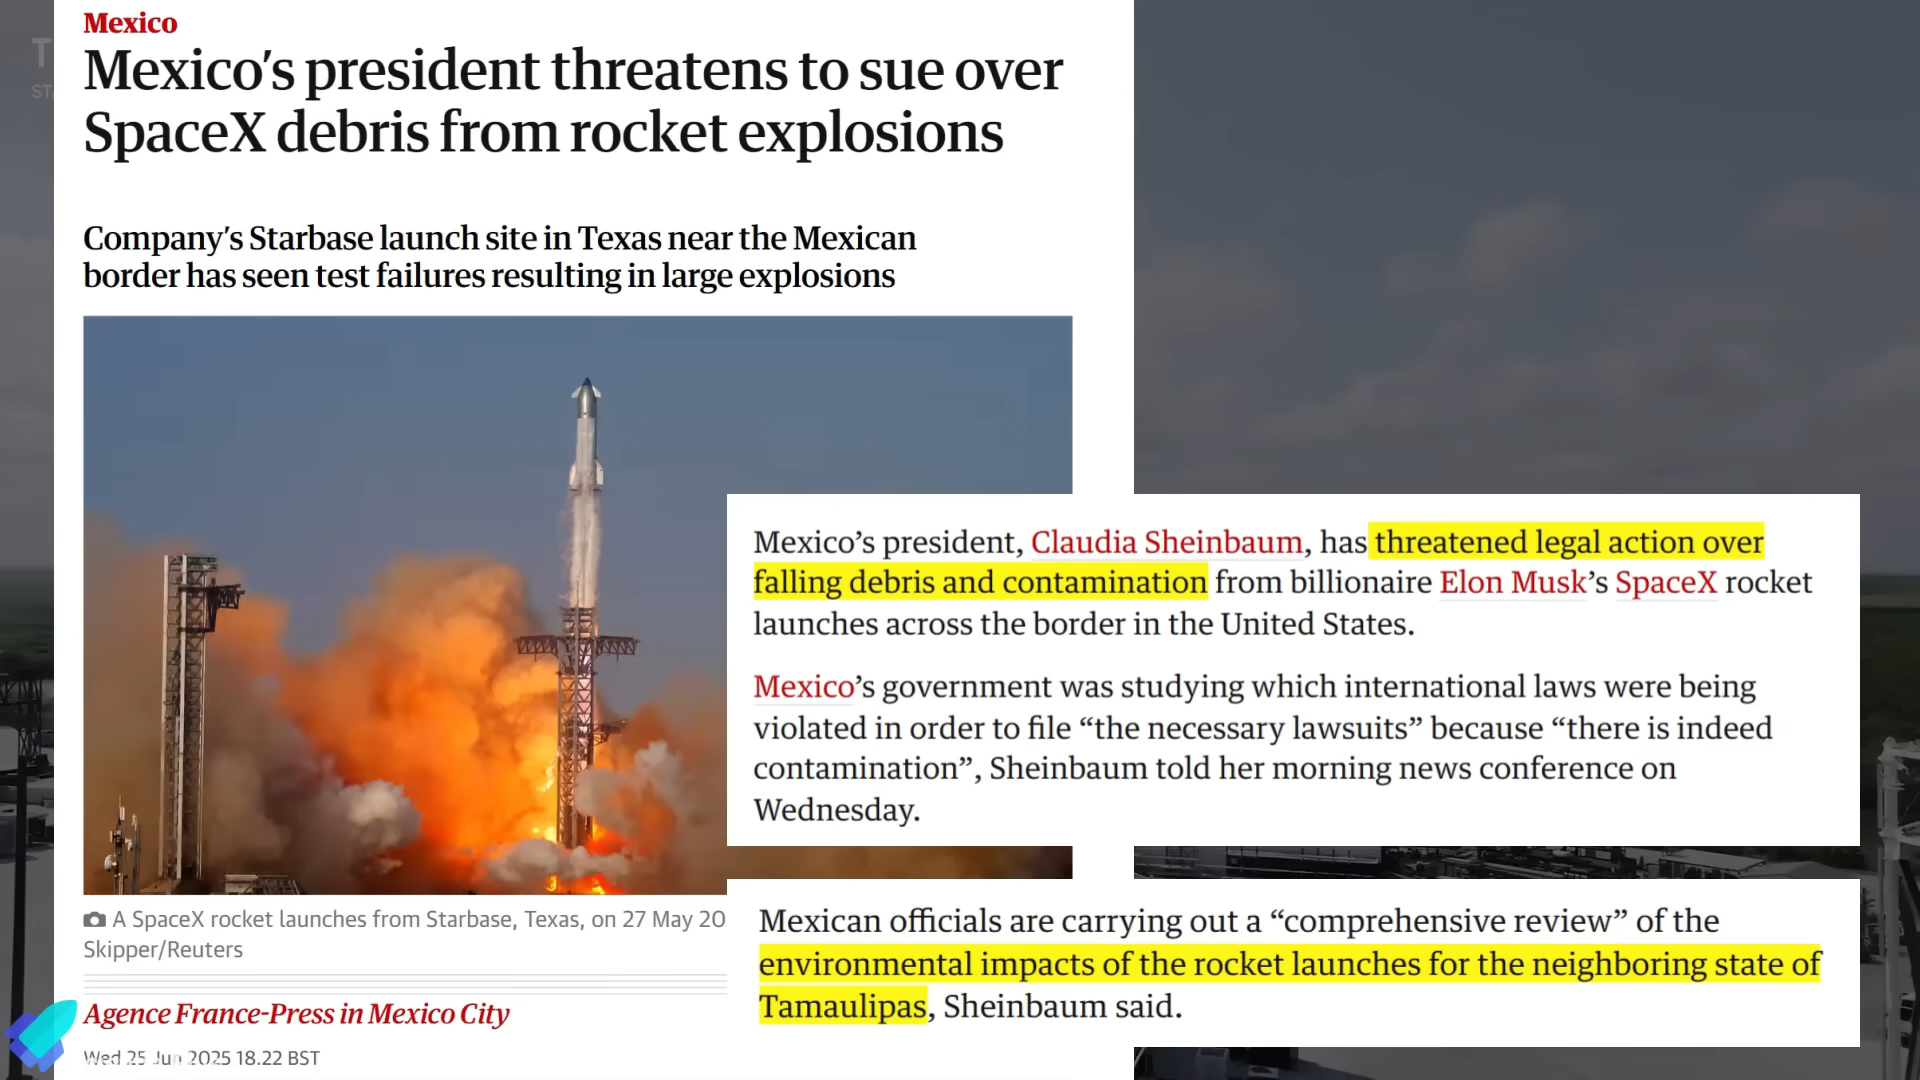 Mexico
Mexico’s president threatens to sue over
SpaceX debris from rocket explosions
Company’s Starbase launch site in Texas near the Mexican
border has seen test failures resulting in large explosions
Mexico’s president, Claudia Sheinbaum, has threatened legal action over
falling debris and contamination from billionaire Elon Musk’s SpaceX rocket
launches across the border in the United States.
Mexico’s government was studying which international laws were being
violated in order to file “the necessary lawsuits” because “there is indeed
contamination”, Sheinbaum told her morning news conference on
Wednesday.
A SpaceX rocket launches from Starbase, Texas, on 27 May 20
Skipper/Reuters
Mexican officials are carrying out a “comprehensive review” of the
environmental impacts of the rocket launches for the neighboring state of
Tamaulipas, Sheinbaum said.
Agence France-Press in Mexico City
Wed 25 Jun 2025 18.22 BST